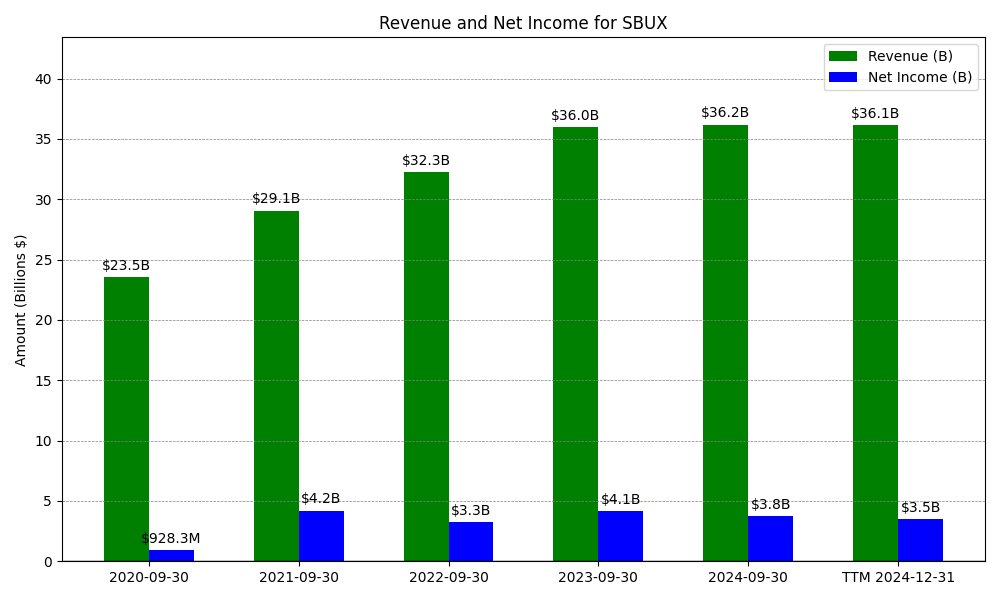 Revenue and Net Income for SBUX
Revenue (B)
Net Income (B)
Amount (Billions $)
40
35
30
25
20
15
10
5
0
$23.5B
$928.3M
$29.1B
$4.2B
$32.3B
$3.3B
$36.0B
$4.1B
$36.2B
$3.8B
$36.1B
$3.5B
2020-09-30
2021-09-30
2022-09-30
2023-09-30
2024-09-30
TTM 2024-12-31